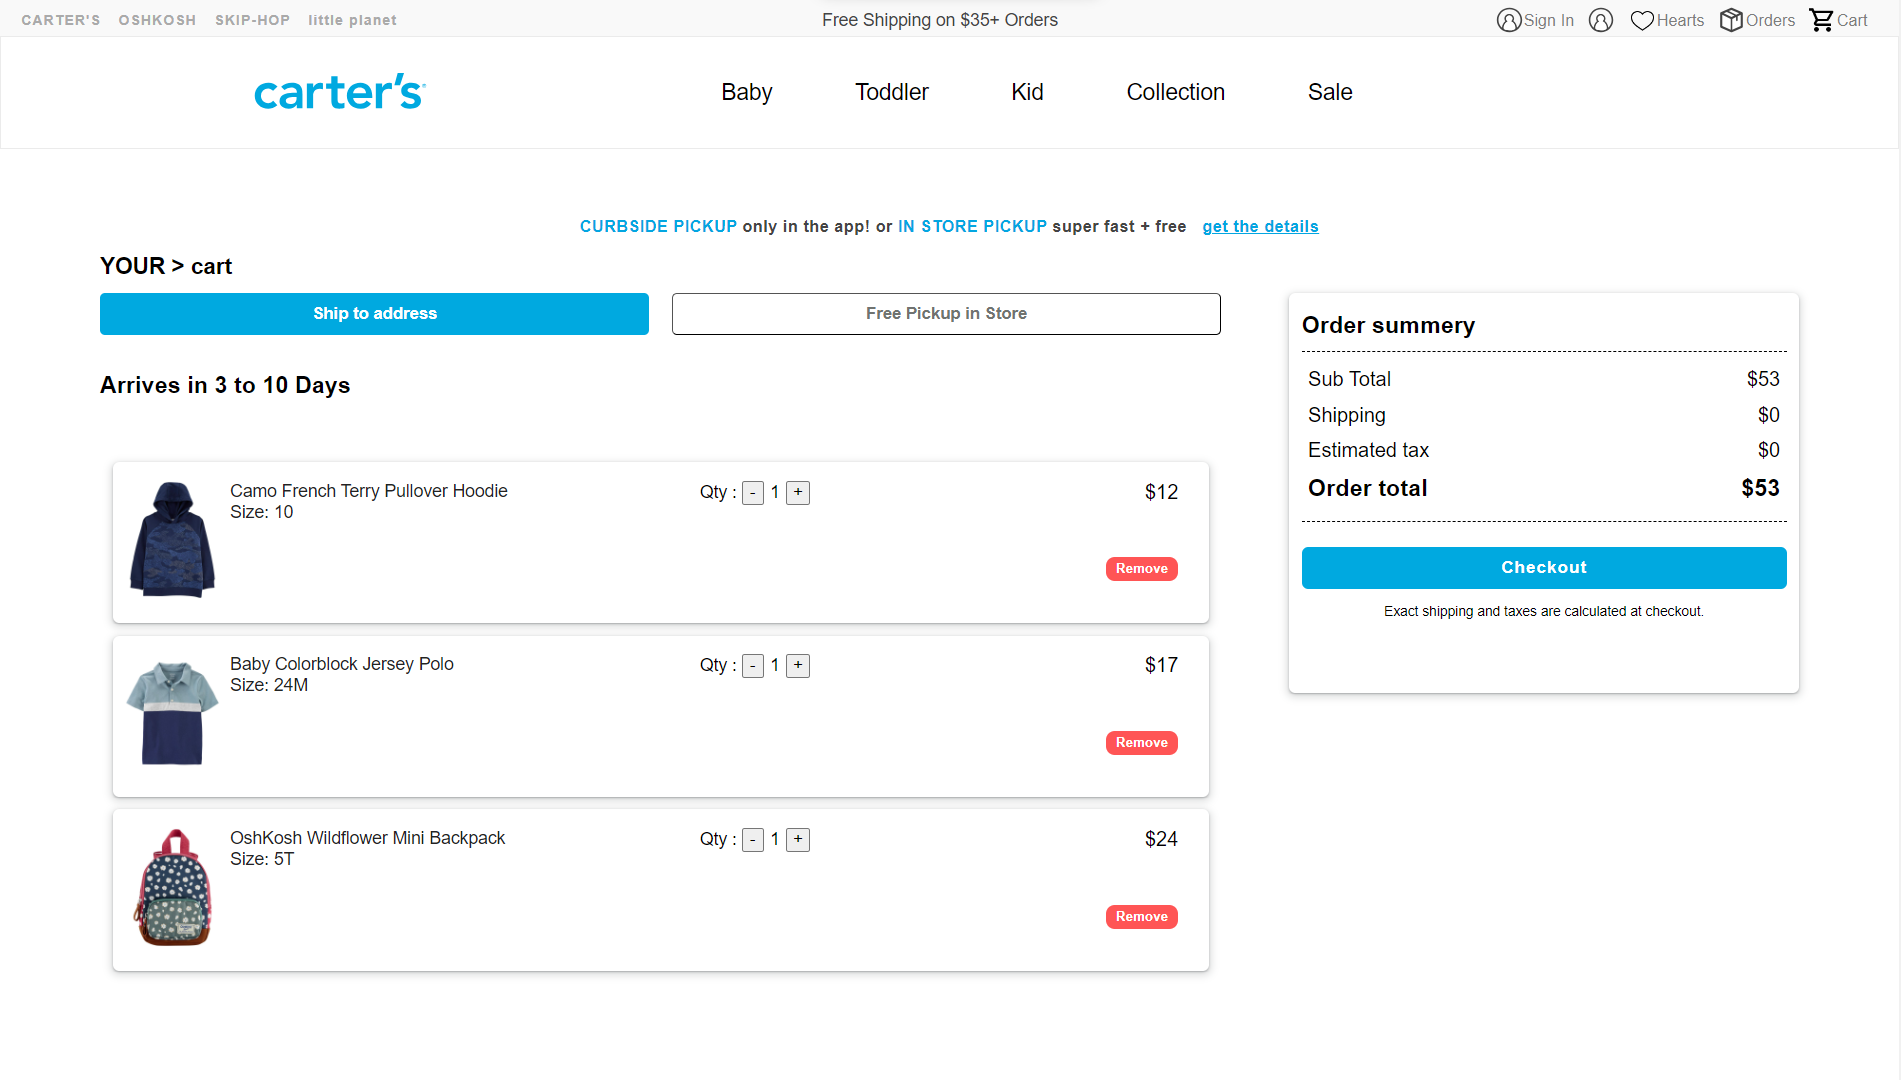 CARTER'S OSHKOSH SKIP-HOP little planet
Free Shipping on $35+ Orders
Sign In Hearts Orders Cart
carter's
Baby Toddler Kid Collection Sale
CURBSIDE PICKUP only in the app! or IN STORE PICKUP super fast + free get the details
YOUR > cart
Ship to address
Free Pickup in Store
Arrives in 3 to 10 Days
Camo French Terry Pullover Hoodie
Size: 10
Qty : - 1 +
$12
Remove
Baby Colorblock Jersey Polo
Size: 24M
Qty : - 1 +
$17
Remove
OshKosh Wildflower Mini Backpack
Size: 5T
Qty : - 1 +
$24
Remove
Order summery
Sub Total $53
Shipping $0
Estimated tax $0
Order total $53
Checkout
Exact shipping and taxes are calculated at checkout.